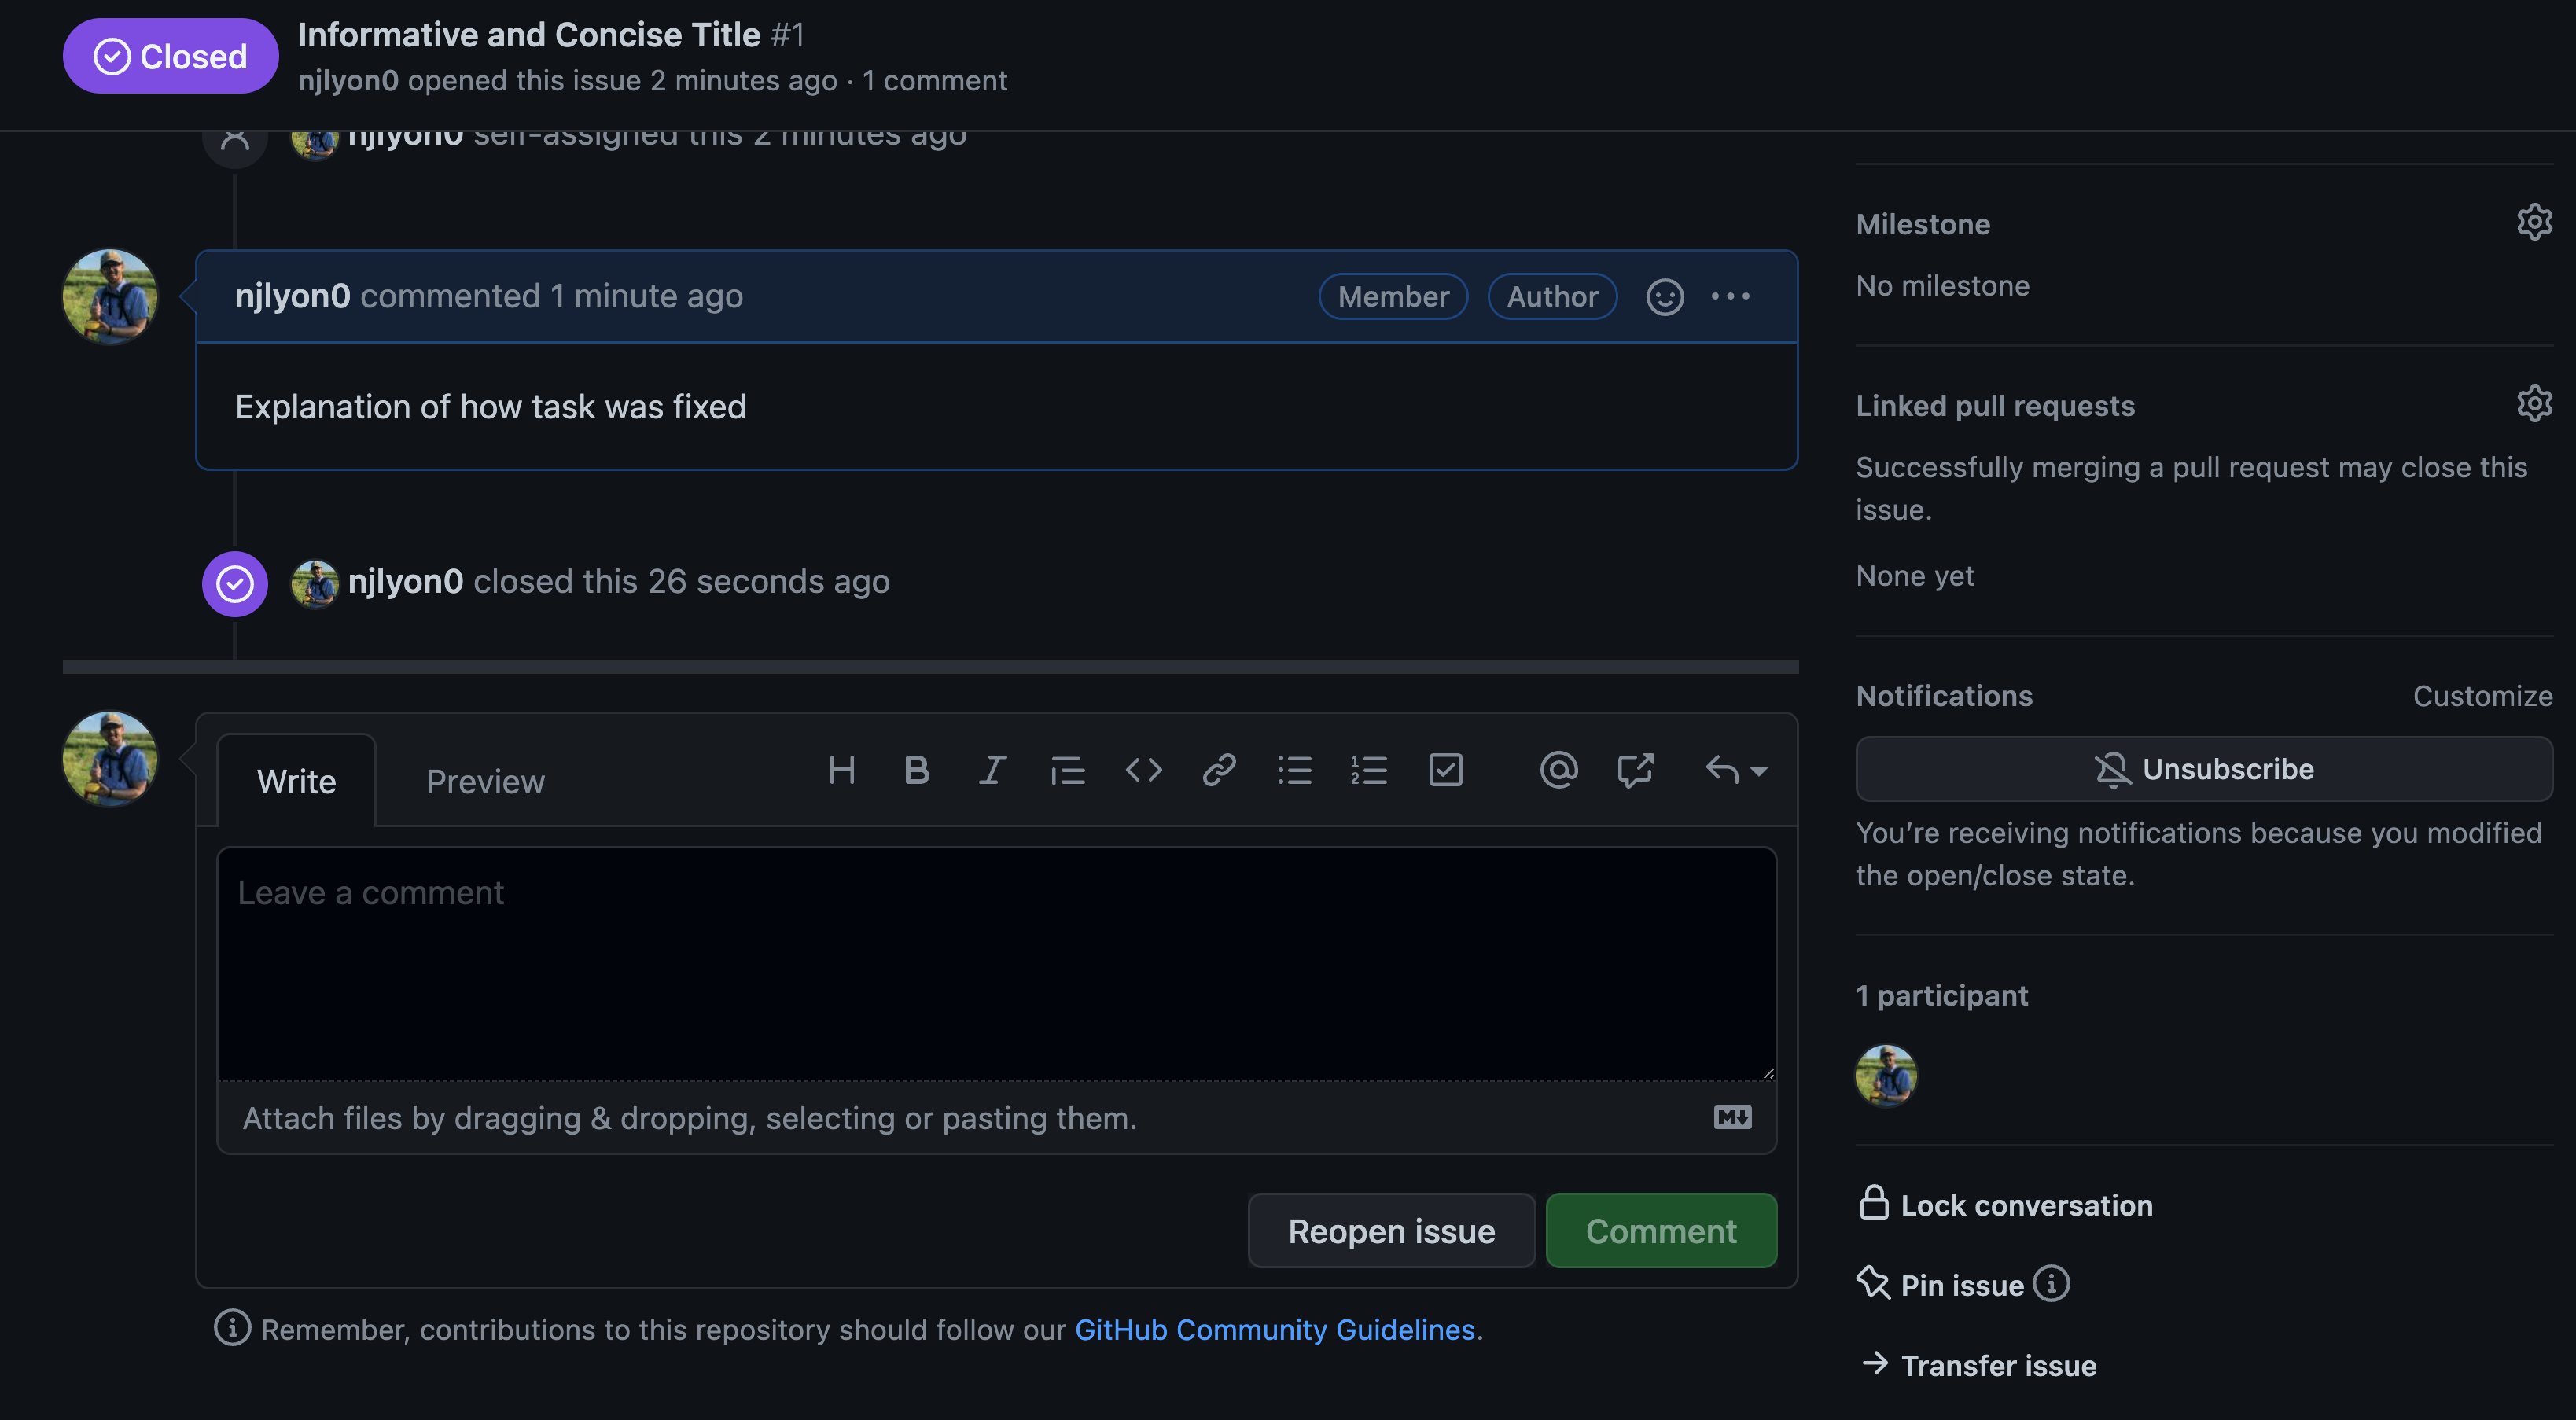 Closed
Informative and Concise Title #1
njlyon0 opened this issue 2 minutes ago · 1 comment
njlyon0 self-assigned this 2 minutes ago
njlyon0 commented 1 minute ago
Member
Author
Explanation of how task was fixed
njlyon0 closed this 26 seconds ago
Write
Preview
Leave a comment
Attach files by dragging & dropping, selecting or pasting them.
Reopen issue
Comment
Remember, contributions to this repository should follow our GitHub Community Guidelines.
Milestone
No milestone
Linked pull requests
Successfully merging a pull request may close this
issue.
None yet
Notifications
Customize
Unsubscribe
You’re receiving notifications because you modified
the open/close state.
1 participant
Lock conversation
Pin issue
Transfer issue